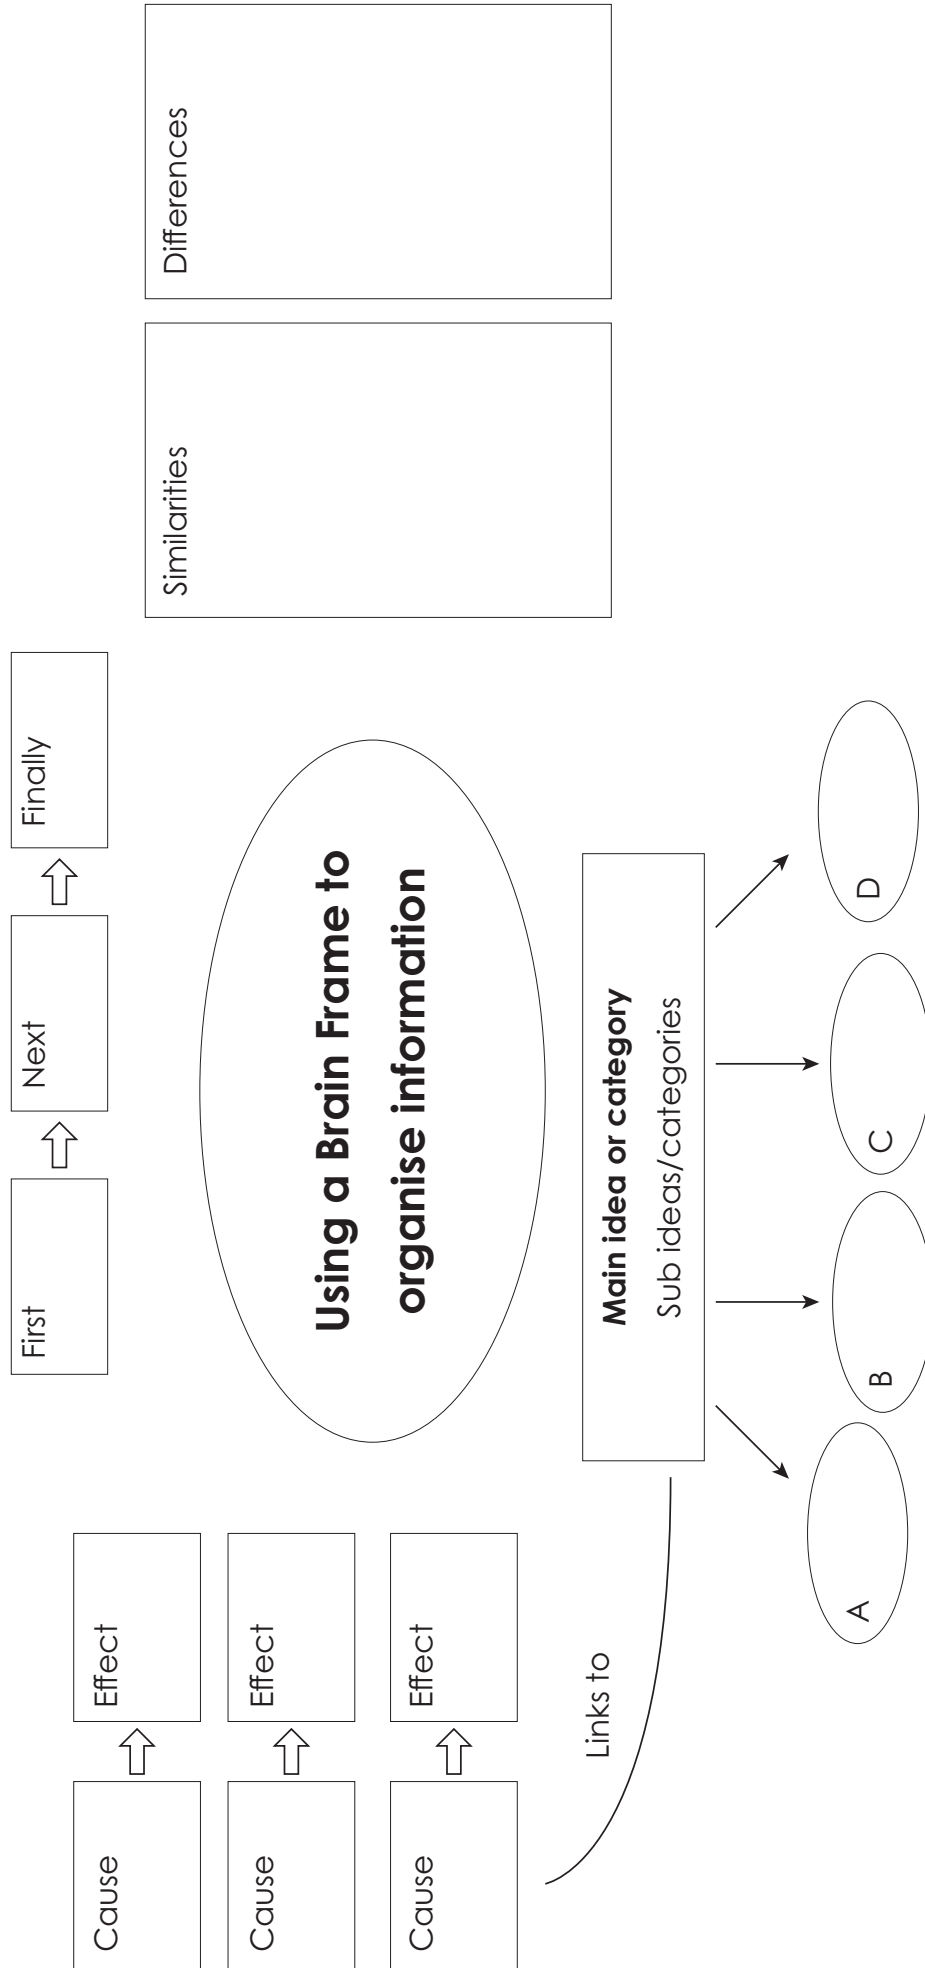 First
Next
Finally
Cause
Effect
Cause
Effect
Cause
Effect
Using a Brain Frame to
organise information
Similarities
Differences
Links to
Main idea or category
Sub ideas/categories
A
B
C
D